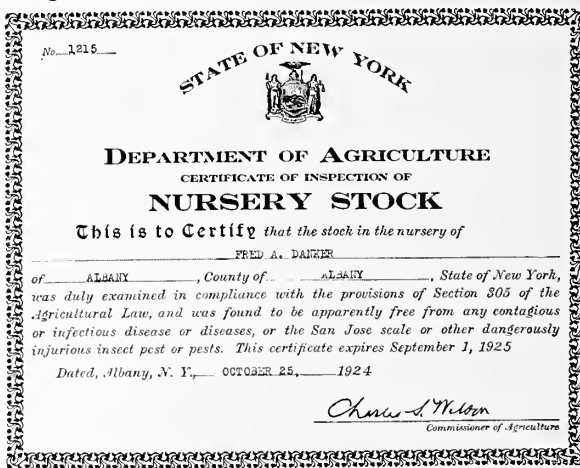 No. 1215
STATE OF NEW YORK
DEPARTMENT OF AGRICULTURE
CERTIFICATE OF INSPECTION OF
NURSERY STOCK
This is to Certify that the stock in the nursery of
FRED A. DANKER
of ALBANY, County of ALBANY, State of New York,
was duly examined in compliance with the provisions of Section 305 of the
Agricultural Law, and was found to be apparently free from any contagious
or infectious disease or diseases, or the San Jose scale or other dangerously
injurious insect pest or pests. This certificate expires September 1, 1925
Dated, Albany, N. Y., OCTOBER 25, 1924
Charles S. Wilson
Commissioner of Agriculture